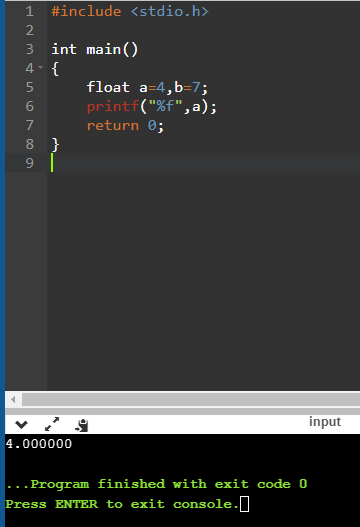 1 #include <stdio.h>
2
3 int main()
4 {
5 float a=4,b=7;
6 printf("%f",a);
7 return 0;
8 }
9
input
4.000000
...Program finished with exit code 0
Press ENTER to exit console.